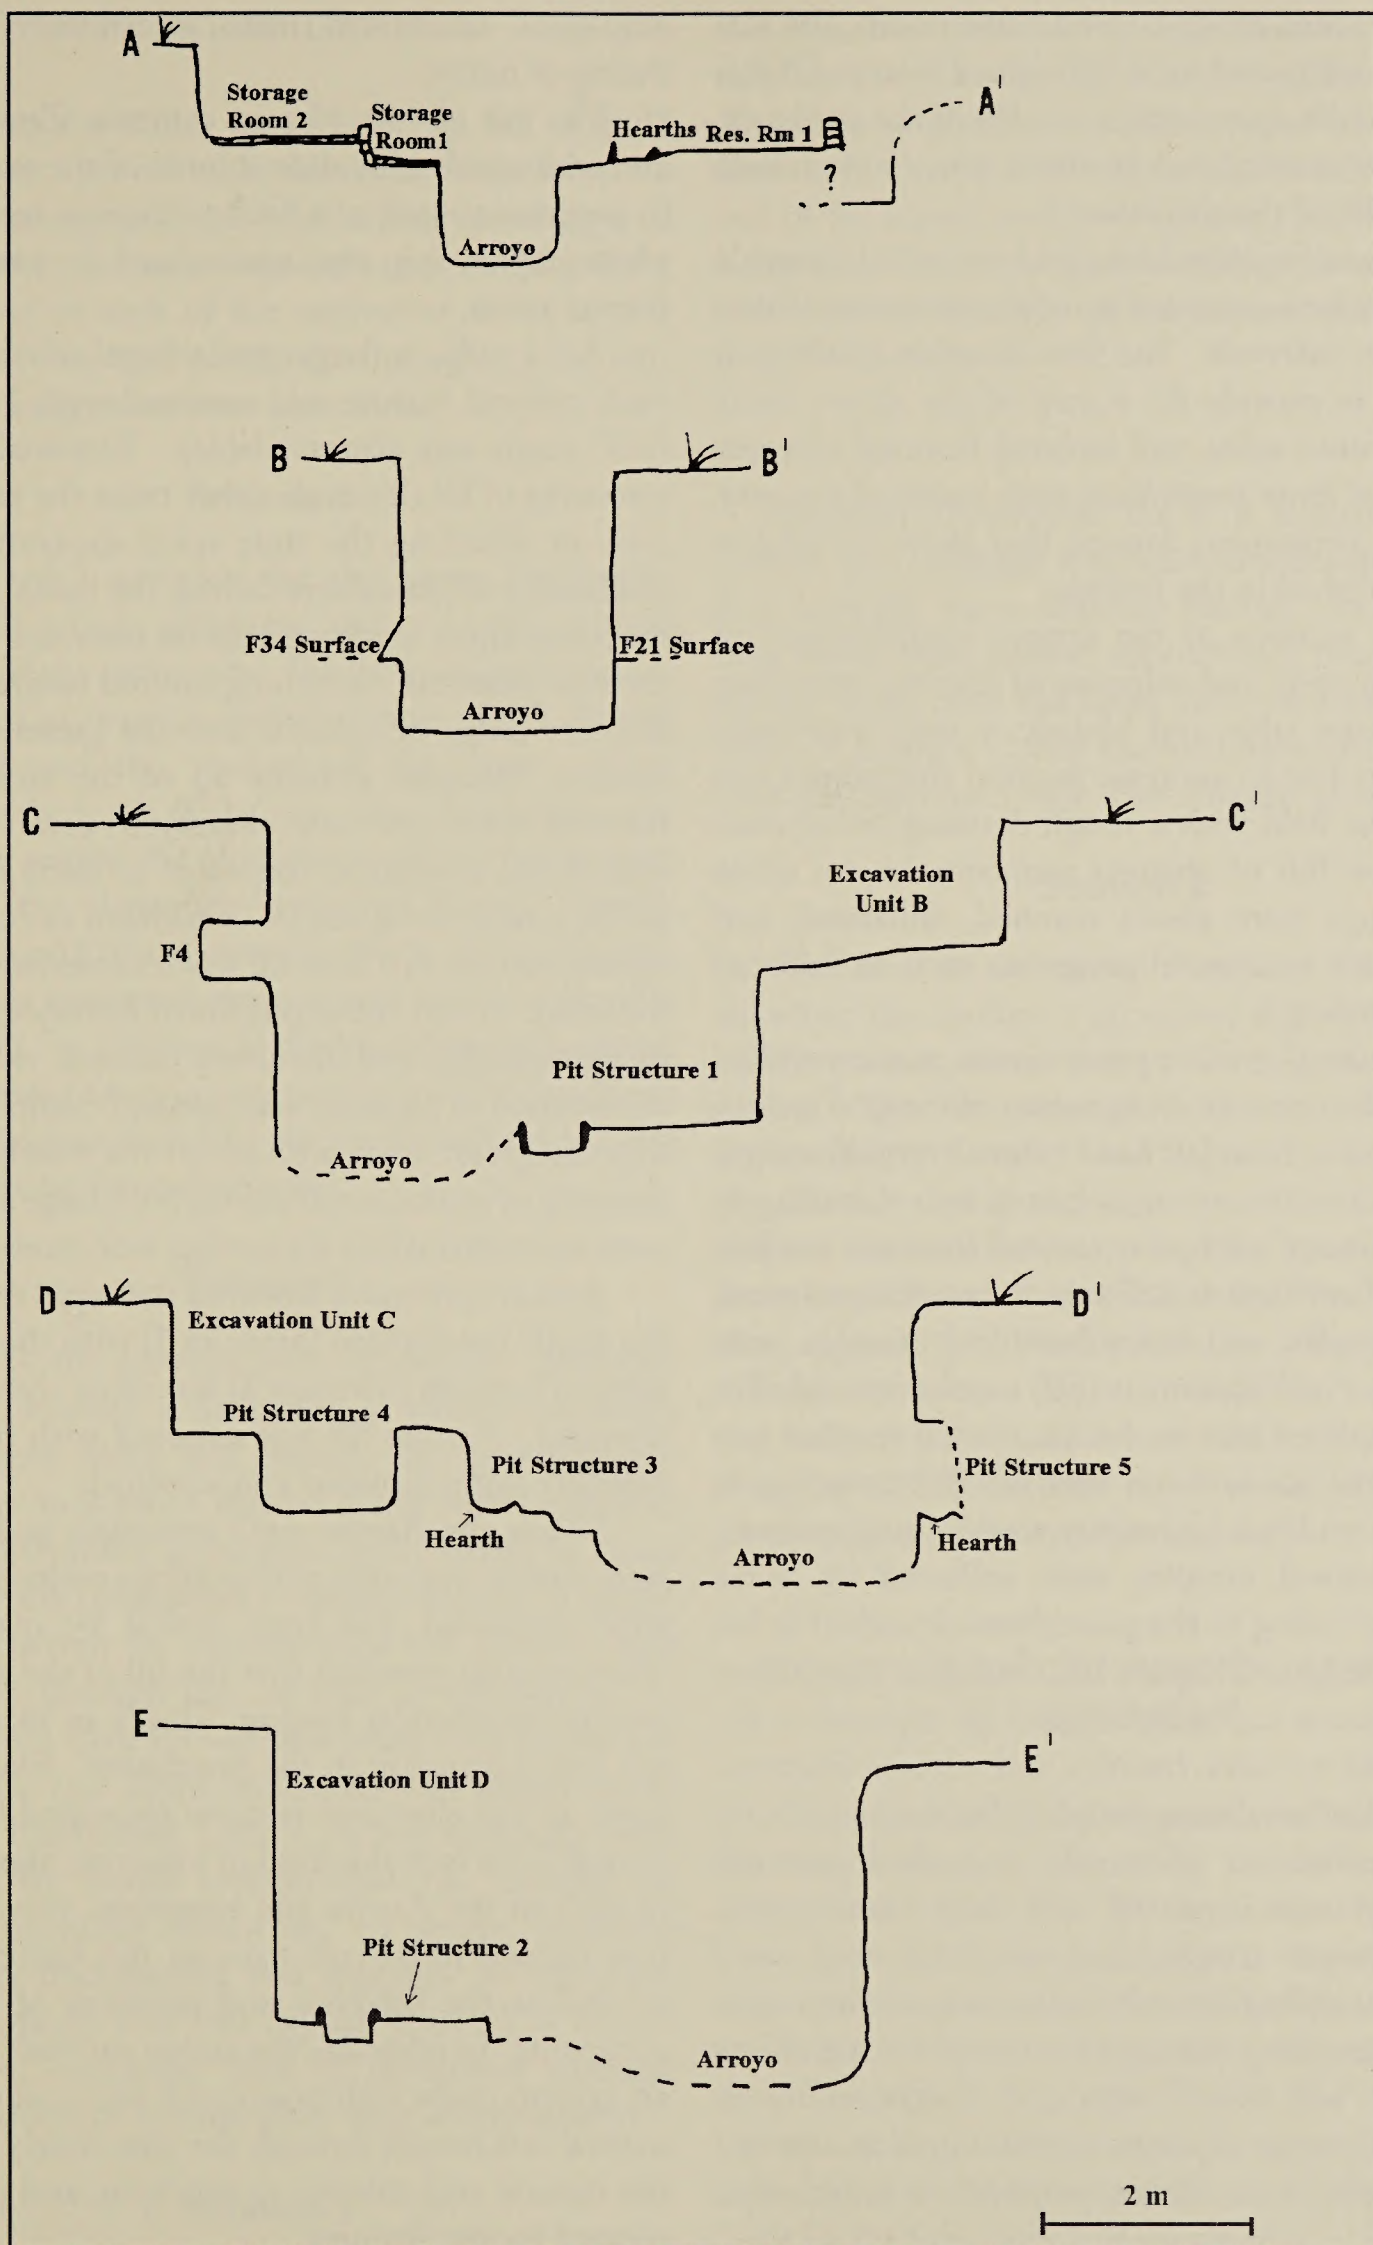 A
Storage
Room 2
Storage
Room1
Hearths Res. Rm 1
A'
?
Arroyo
B
B'
F34 Surface
F21 Surface
Arroyo
C
C'
Excavation
Unit B
F4
Pit Structure 1
Arroyo
D
D'
Excavation Unit C
Pit Structure 4
Pit Structure 3
Pit Structure 5
Hearth
Hearth
Arroyo
E
E'
Excavation Unit D
Pit Structure 2
Arroyo
2 m